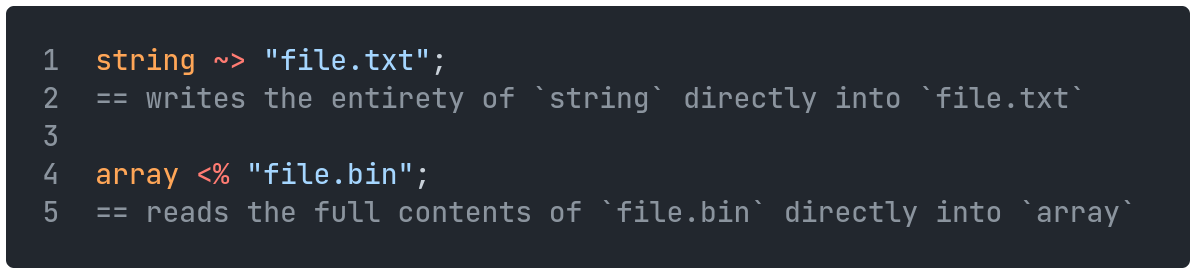 1 string ~> "file.txt";
2 == writes the entirety of `string` directly into `file.txt`
3
4 array <% "file.bin";
5 == reads the full contents of `file.bin` directly into `array`